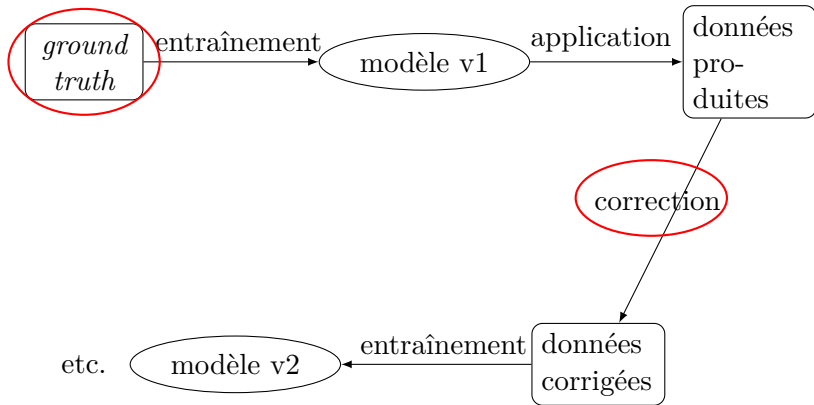 ground
truth
entraînement
modèle v1
application
données
pro-
duites
correction
données
corrigées
entraînement
modèle v2
etc.